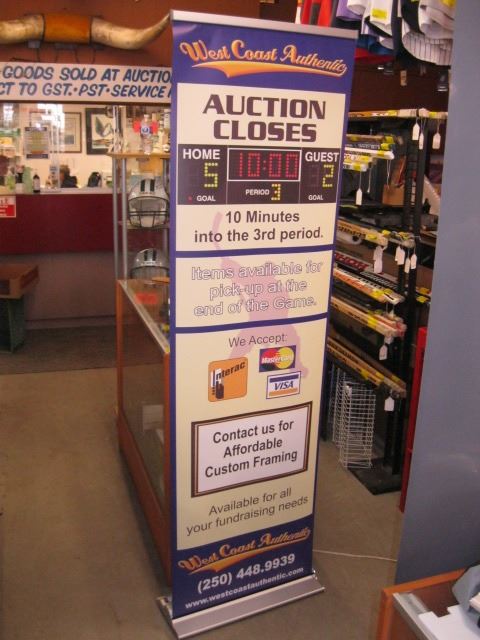 GOODS SOLD AT AUCTIO
CT TO GST. PST. SERVICE
West Coast Authentic
AUCTION
CLOSES
HOME 10:00 GUEST
5 PERIOD 3 2
GOAL GOAL
10 Minutes
into the 3rd period.
Items available for
pick-up at the
end of the Game.
We Accept:
Interac
MasterCard
VISA
Contact us for
Affordable
Custom Framing
Available for all
your fundraising needs
West Coast Authentic
(250) 448.9939
www.westcoastauthentic.com